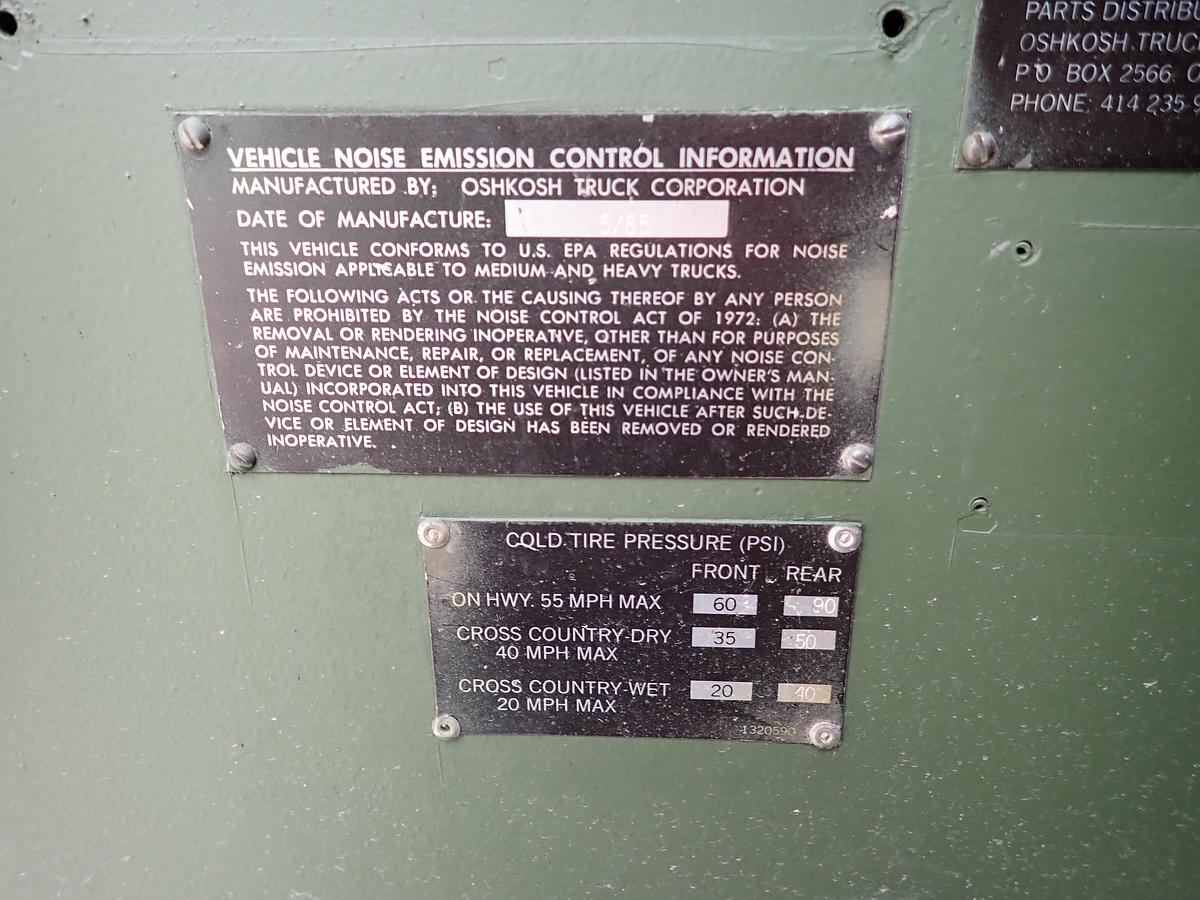 PARTS DISTRIBU
OSHKOSH TRUC
P O BOX 2566
PHONE: 414 235
VEHICLE NOISE EMISSION CONTROL INFORMATION
MANUFACTURED BY: OSHKOSH TRUCK CORPORATION
DATE OF MANUFACTURE: 5/85
THIS VEHICLE CONFORMS TO U.S. EPA REGULATIONS FOR NOISE
EMISSION APPLICABLE TO MEDIUM AND HEAVY TRUCKS.
THE FOLLOWING ACTS OR THE CAUSING THEREOF BY ANY PERSON
ARE PROHIBITED BY THE NOISE CONTROL ACT OF 1972: (A) THE
REMOVAL OR RENDERING INOPERATIVE, OTHER THAN FOR PURPOSES
OF MAINTENANCE, REPAIR, OR REPLACEMENT, OF ANY NOISE CON-
TROL DEVICE OR ELEMENT OF DESIGN (LISTED IN THE OWNER'S MAN-
UAL) INCORPORATED INTO THIS VEHICLE IN COMPLIANCE WITH THE
NOISE CONTROL ACT; (B) THE USE OF THIS VEHICLE AFTER SUCH DE-
VICE OR ELEMENT OF DESIGN HAS BEEN REMOVED OR RENDERED
INOPERATIVE.
COLD TIRE PRESSURE (PSI)
FRONT REAR
ON HWY. 55 MPH MAX 60 90
CROSS COUNTRY-DRY 35 50
40 MPH MAX
CROSS COUNTRY-WET 20 40
20 MPH MAX
1320590